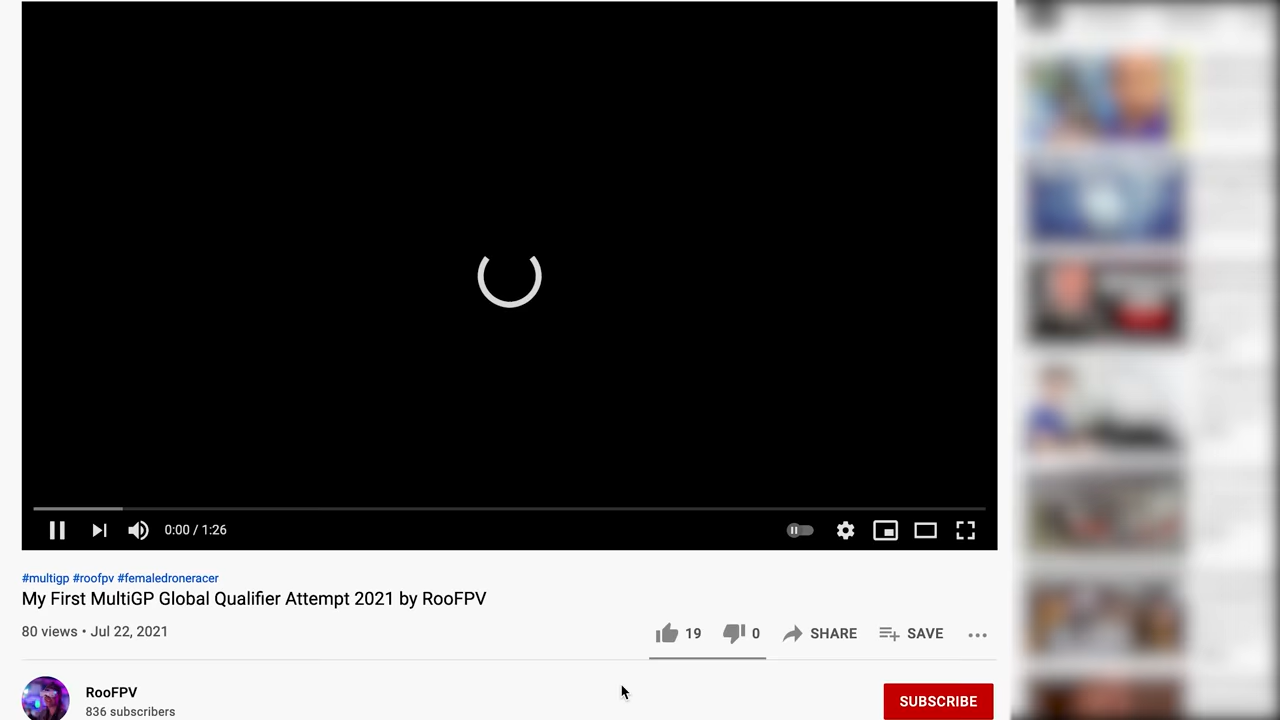 0:00 / 1:26
#multigp #roofpv #femaledroneracer
My First MultiGP Global Qualifier Attempt 2021 by RooFPV
80 views • Jul 22, 2021
19
0
SHARE
SAVE
RooFPV
836 subscribers
SUBSCRIBE